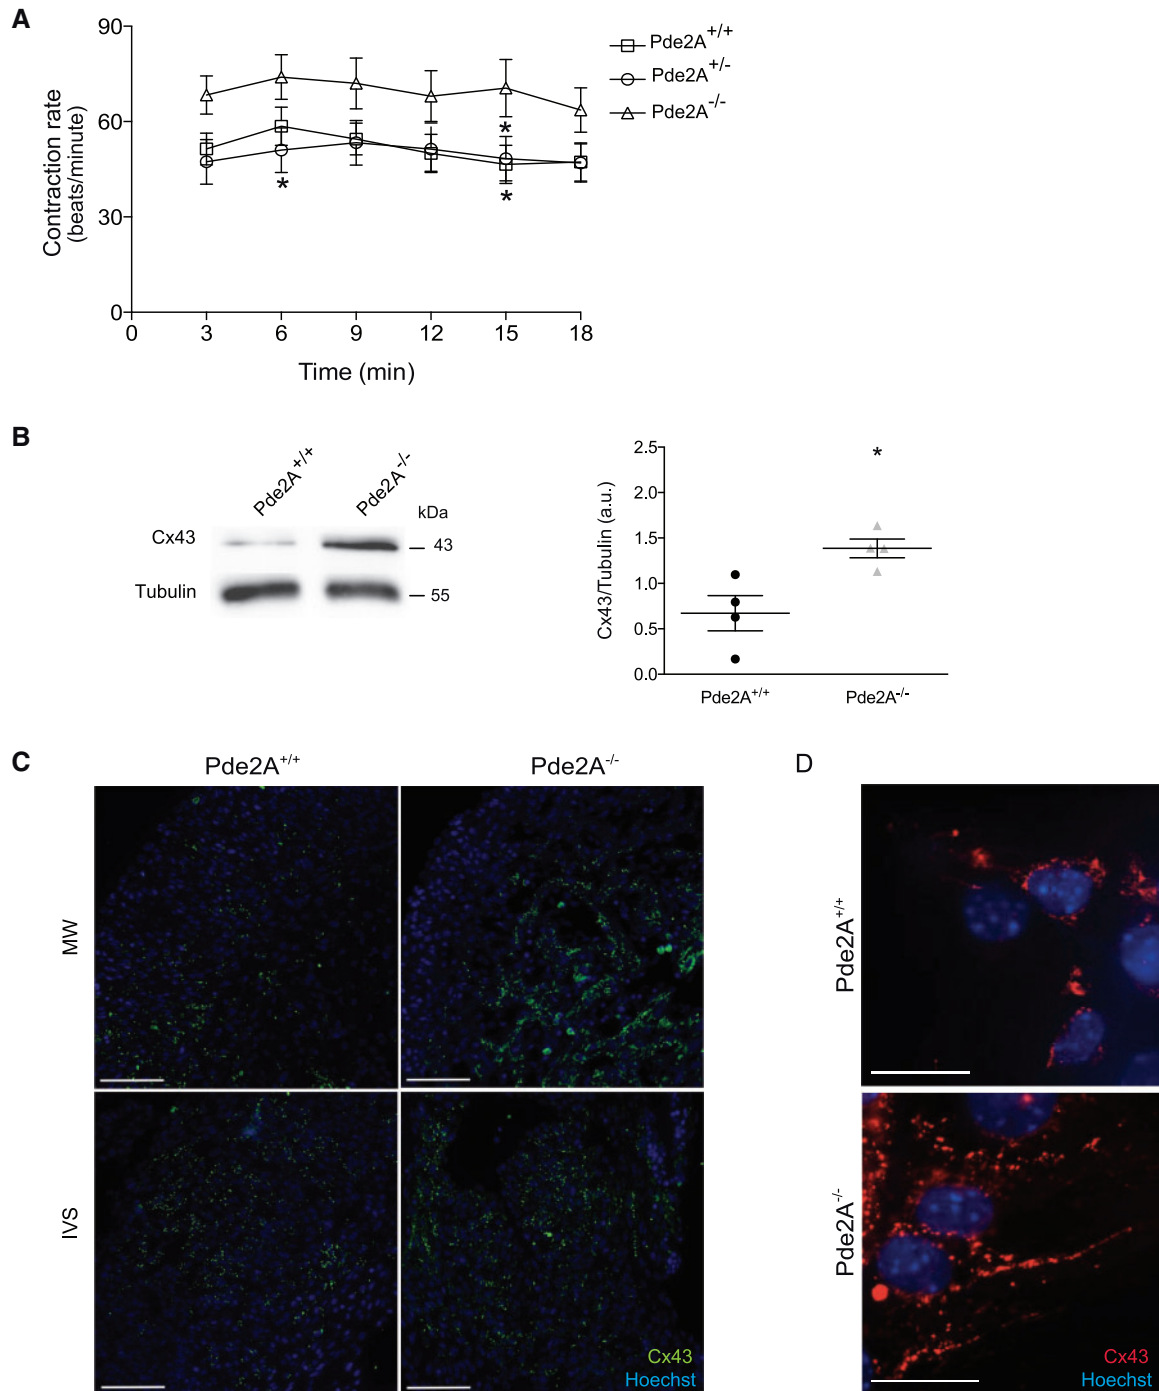 A
90
60
30
0
0
3
6
9
12
15
18
Contraction rate
(beats/minute)
Time (min)
*
*
*
Pde2A+/+
Pde2A+/-
Pde2A-/-
B
Pde2A+/+
Pde2A-/-
kDa
Cx43
43
Tubulin
55
Cx43/Tubulin (a.u.)
2.5
2.0
1.5
1.0
0.5
0.0
*
Pde2A+/+
Pde2A-/-
C
Pde2A+/+
Pde2A-/-
MW
IVS
Cx43
Hoechst
D
Pde2A+/+
Pde2A-/-
Cx43
Hoechst